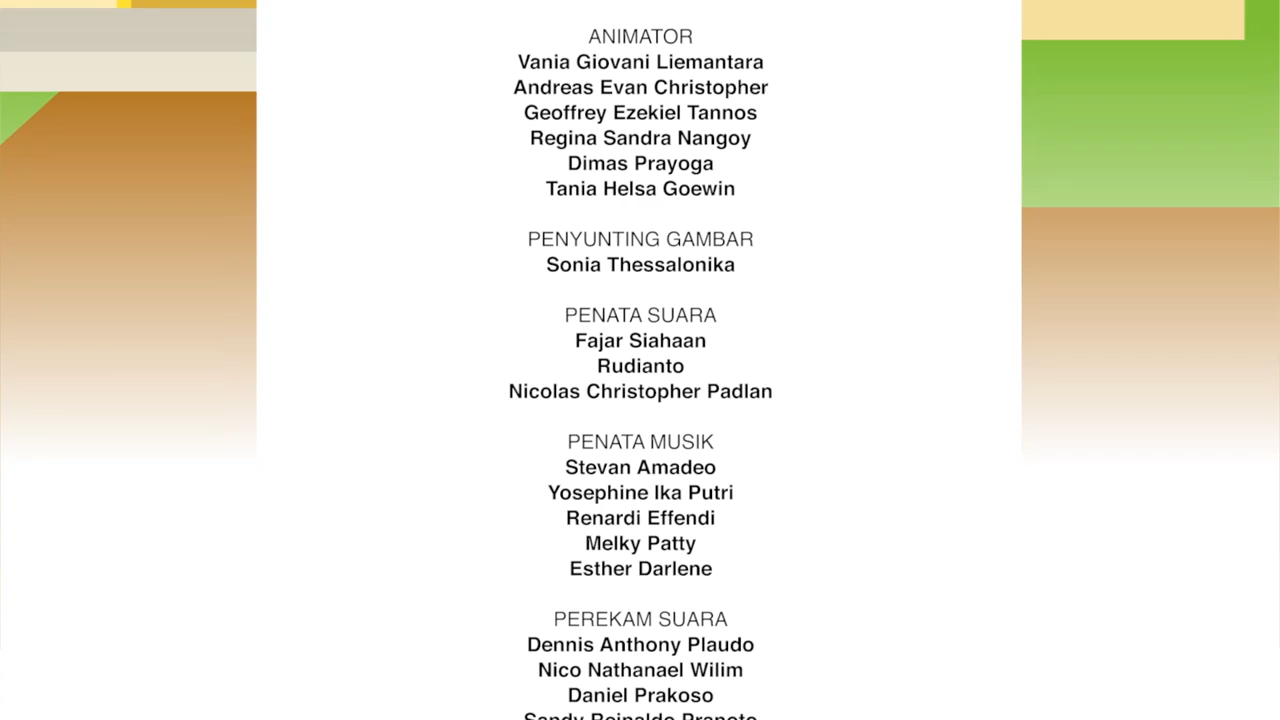 ANIMATOR
Vania Giovani Liemantara
Andreas Evan Christopher
Geoffrey Ezekiel Tannos
Regina Sandra Nangoy
Dimas Prayoga
Tania Helsa Goewin
PENYUNTING GAMBAR
Sonia Thessalonika
PENATA SUARA
Fajar Siahaan
Rudianto
Nicolas Christopher Padlan
PENATA MUSIK
Stevan Amadeo
Yosephine Ika Putri
Renardi Effendi
Melky Patty
Esther Darlene
PEREKAM SUARA
Dennis Anthony Plaudo
Nico Nathanael Wilim
Daniel Prakoso